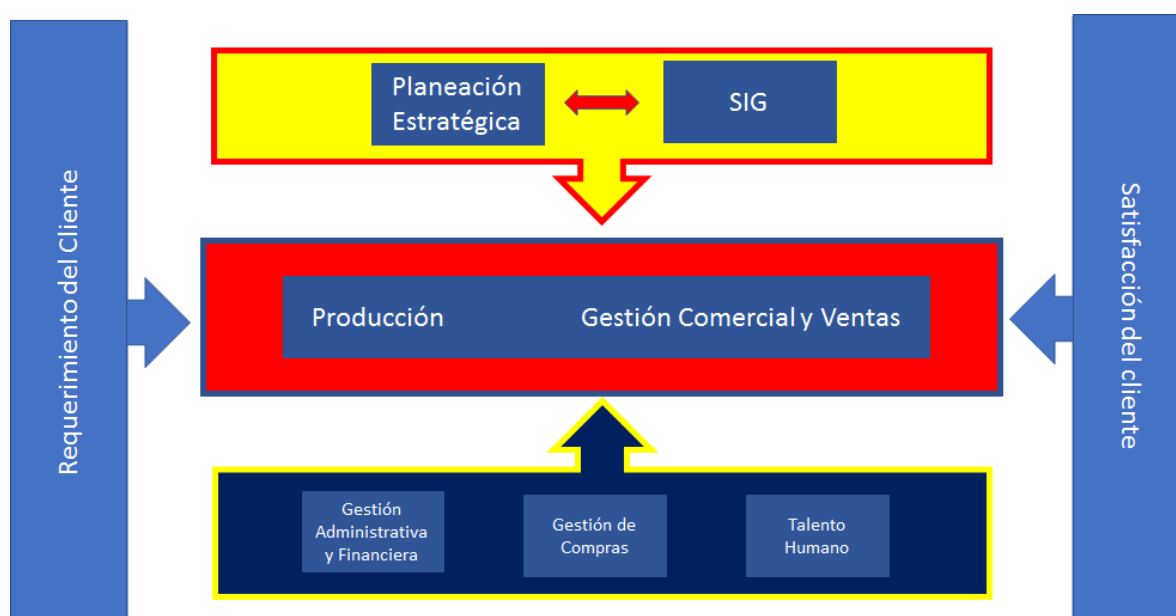 Requerimiento del Cliente
Planeación
Estratégica
SIG
Producción
Gestión Comercial y Ventas
Gestión
Administrativa
y Financiera
Gestión de
Compras
Talento
Humano
Satisfacción del cliente